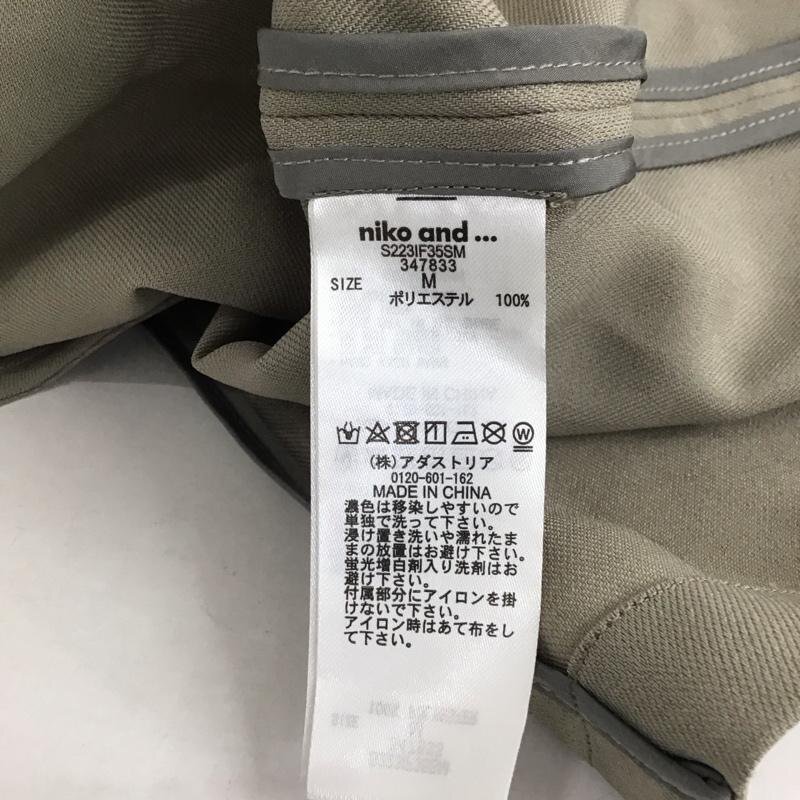 niko and ...
S223IF35SM
347833
SIZE M
ポリエステル 100%
(株)アダストリア
0120-601-162
MADE IN CHINA
濃色は移染しやすいので
単独で洗って下さい。
浸け置き洗いや濡れたま
まの放置はお避け下さい。
蛍光増白剤入り洗剤はお
避け下さい。
付属部分にアイロンを掛
けないで下さい。
アイロン時はあて布をし
て下さい。